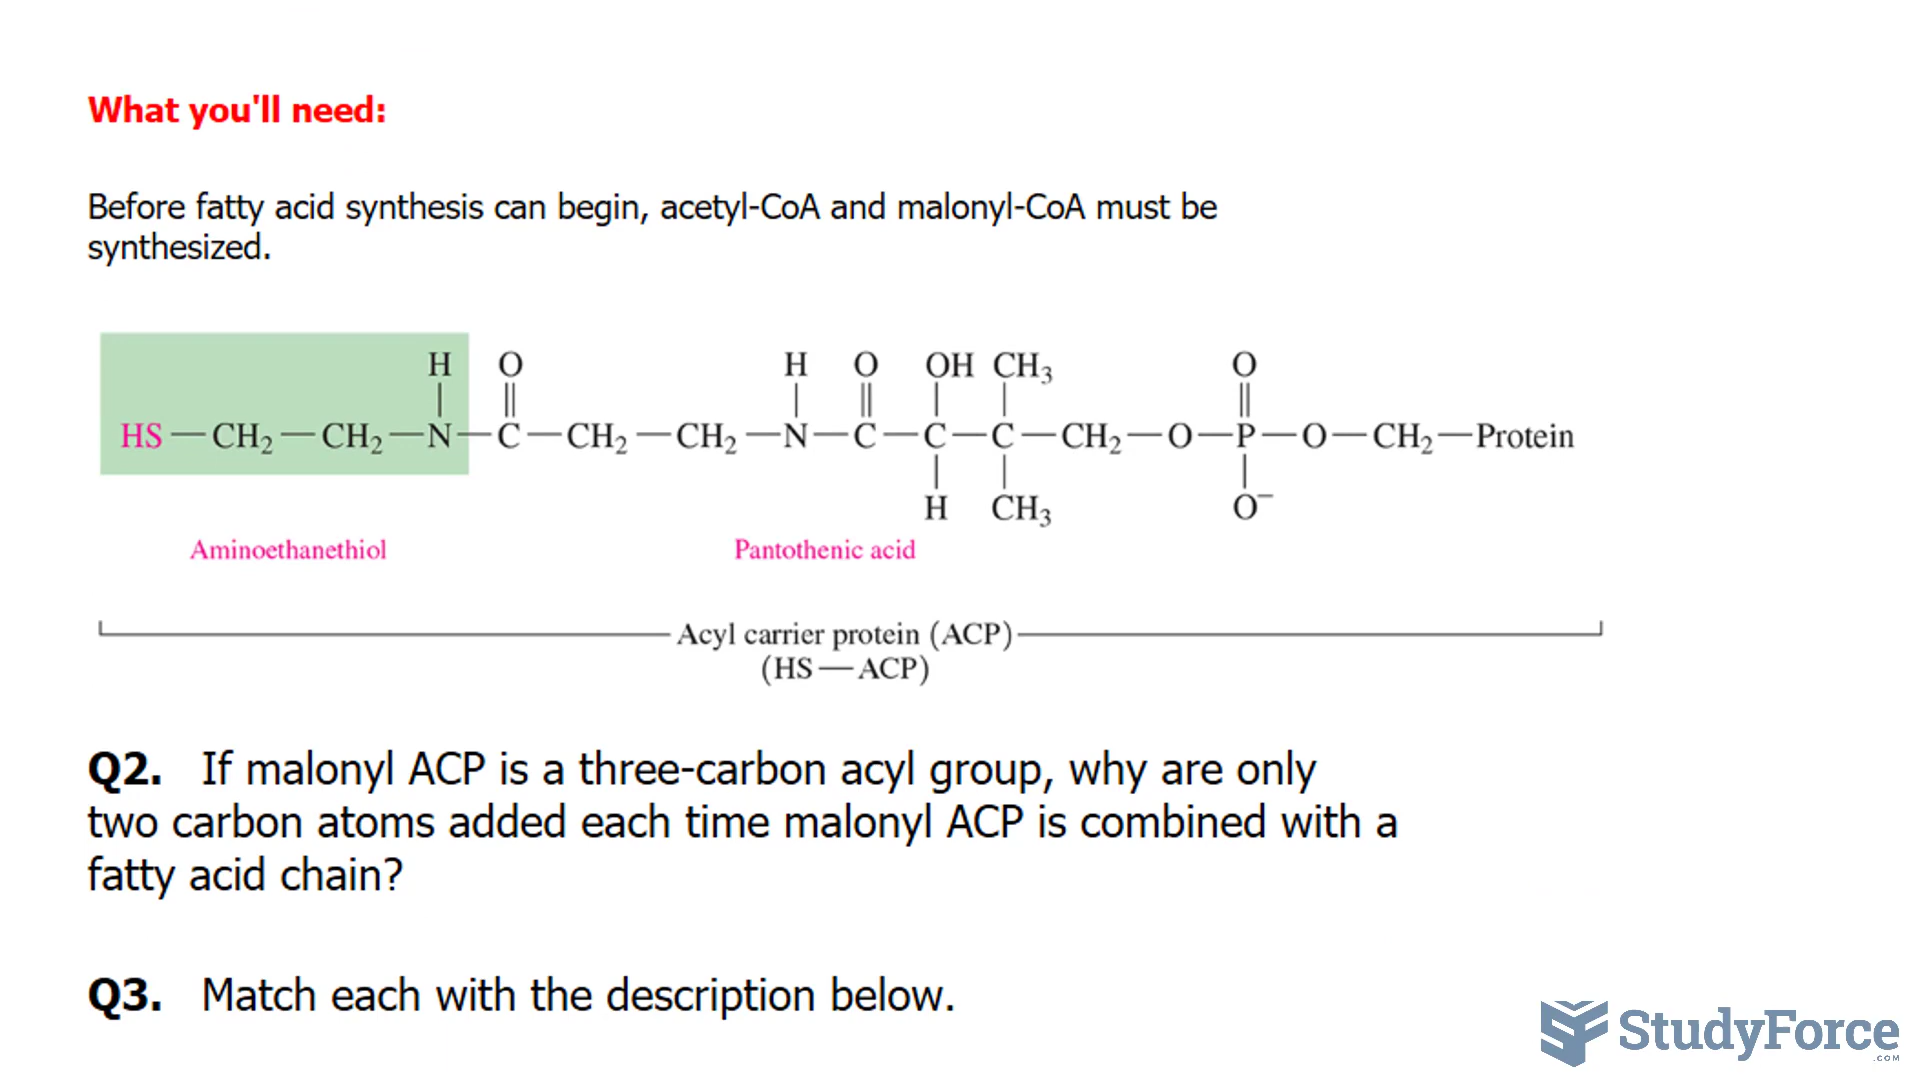 What you'll need:
Before fatty acid synthesis can begin, acetyl-CoA and malonyl-CoA must be
synthesized.
H O H O OH CH₃ O
HS—CH₂—CH₂—N—C—CH₂—CH₂—N—C—C—C—CH₂—O—P—O—CH₂—Protein
H CH₃ O⁻
Aminoethanethiol Pantothenic acid
Acyl carrier protein (ACP)
(HS—ACP)
Q2. If malonyl ACP is a three-carbon acyl group, why are only
two carbon atoms added each time malonyl ACP is combined with a
fatty acid chain?
Q3. Match each with the description below.
StudyForce
.COM